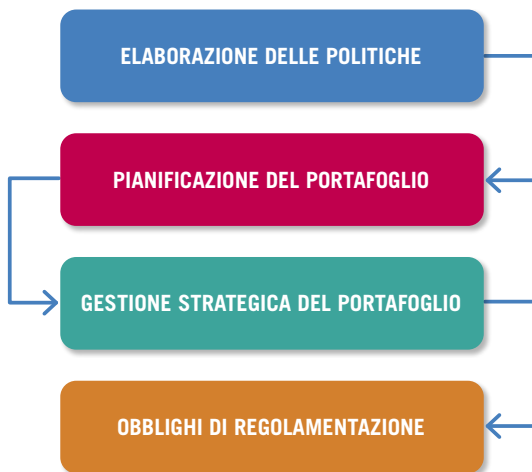 ELABORAZIONE DELLE POLITICHE
PIANIFICAZIONE DEL PORTAFOGLIO
GESTIONE STRATEGICA DEL PORTAFOGLIO
OBBLIGHI DI REGOLAMENTAZIONE